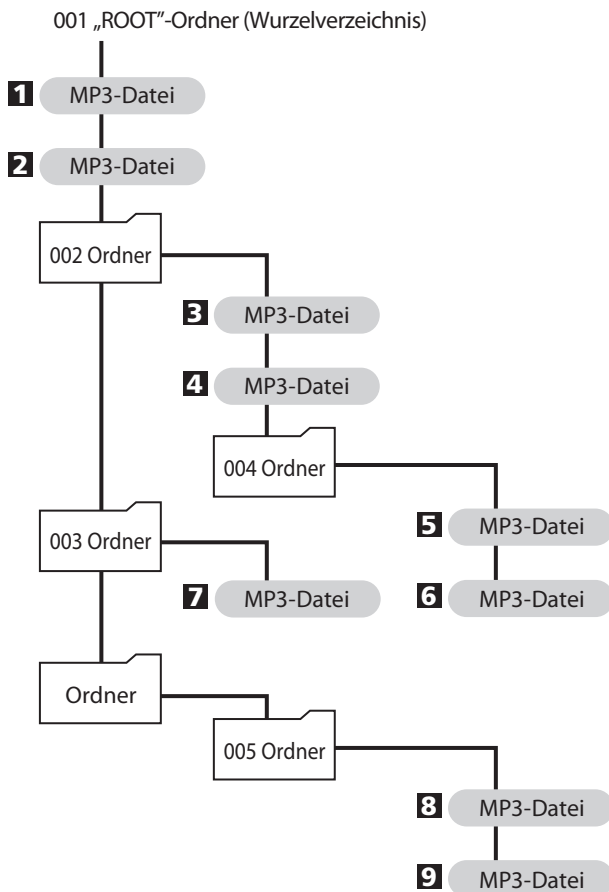 001 „ROOT”-Ordner (Wurzelverzeichnis)
1 MP3-Datei
2 MP3-Datei
002 Ordner
3 MP3-Datei
4 MP3-Datei
004 Ordner
5 MP3-Datei
003 Ordner
7 MP3-Datei
6 MP3-Datei
Ordner
005 Ordner
8 MP3-Datei
9 MP3-Datei